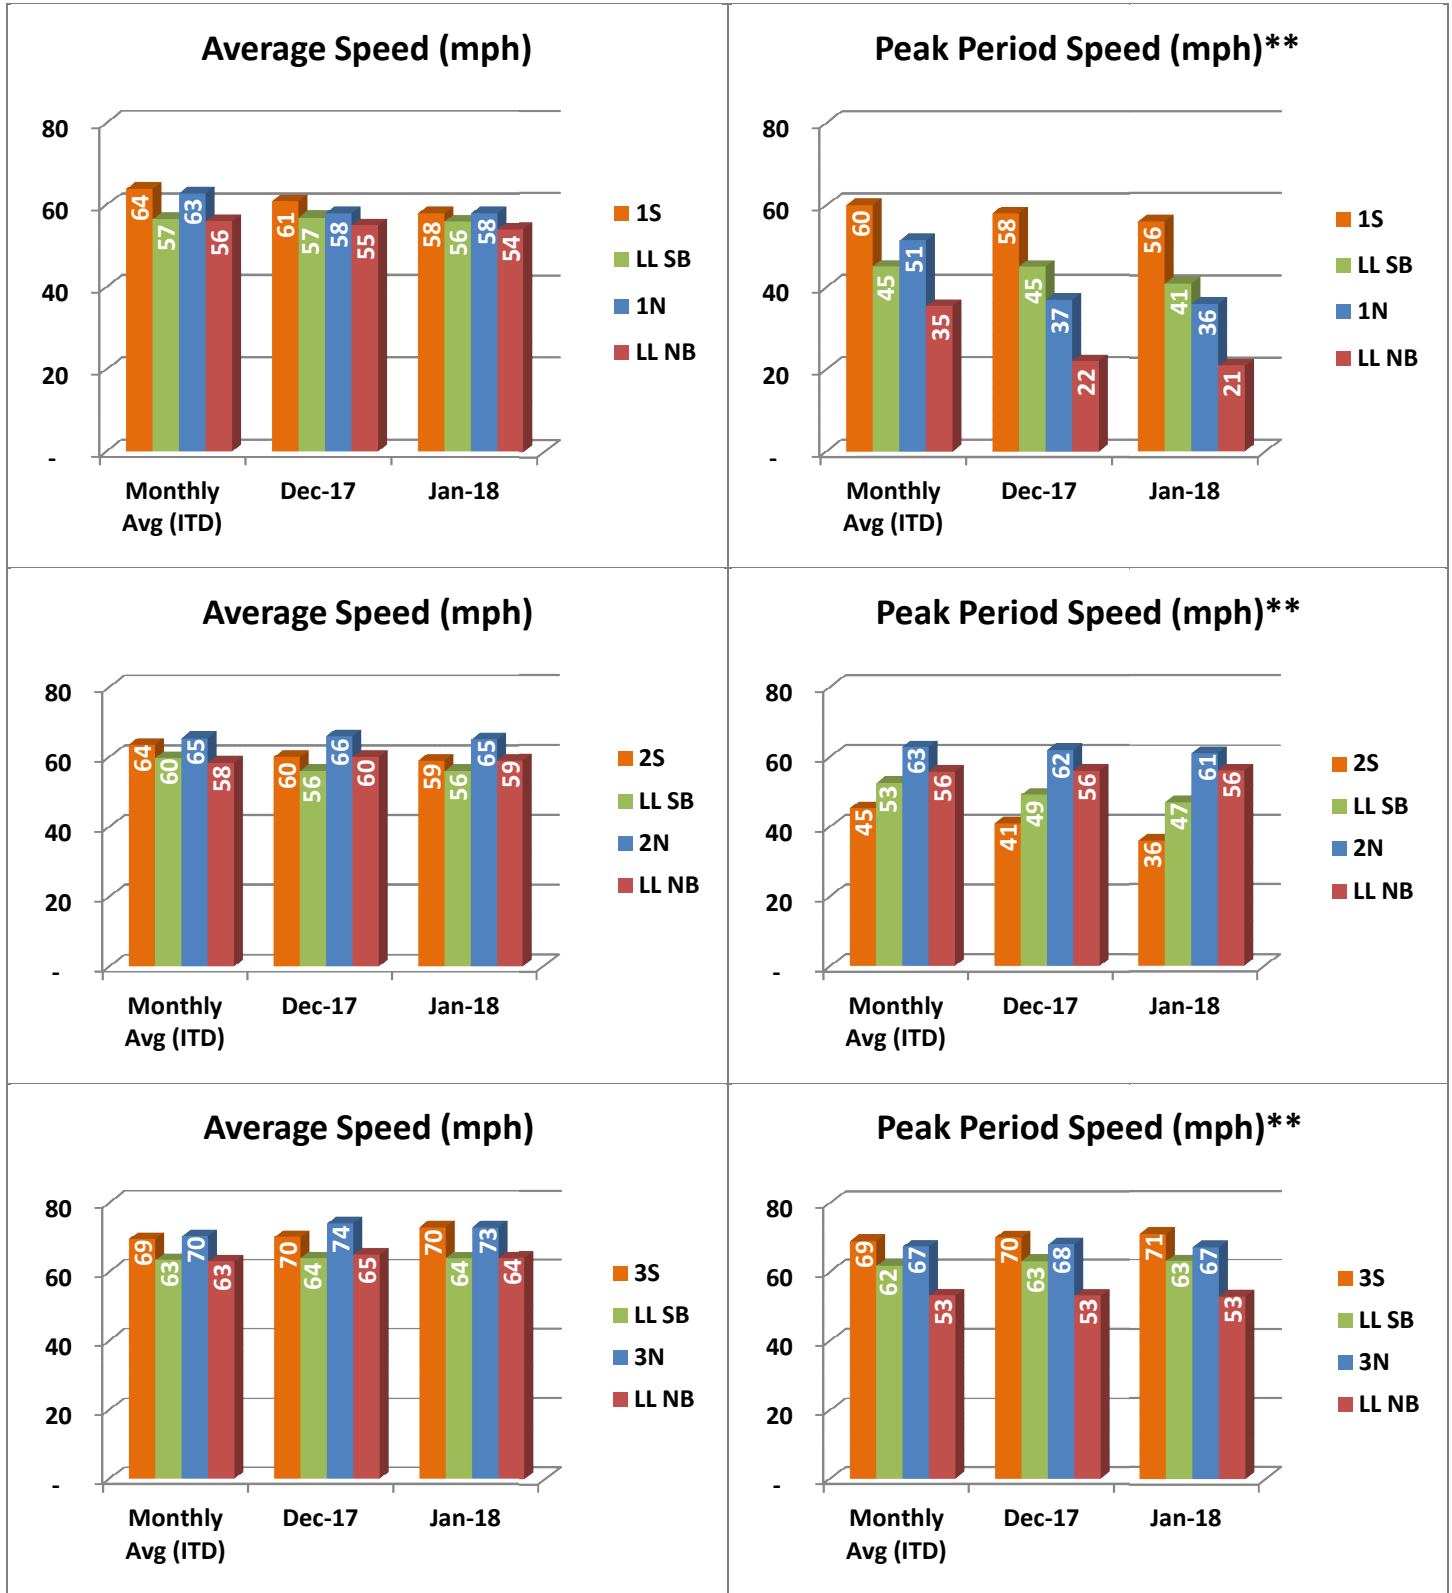 Average Speed (mph)
80
60
40
20
-
64
57
63
56
61
57
58
55
58
56
58
54
Monthly
Avg (ITD)
Dec-17
Jan-18
1S
LL SB
1N
LL NB
Peak Period Speed (mph)**
80
60
40
20
-
60
45
51
35
58
45
37
22
56
41
36
21
Monthly
Avg (ITD)
Dec-17
Jan-18
1S
LL SB
1N
LL NB
Average Speed (mph)
80
60
40
20
-
64
60
65
58
60
56
66
60
59
56
65
59
Monthly
Avg (ITD)
Dec-17
Jan-18
2S
LL SB
2N
LL NB
Peak Period Speed (mph)**
80
60
40
20
-
45
53
63
56
41
49
62
56
36
47
61
56
Monthly
Avg (ITD)
Dec-17
Jan-18
2S
LL SB
2N
LL NB
Average Speed (mph)
80
60
40
20
-
69
63
70
63
70
64
74
65
70
64
73
64
Monthly
Avg (ITD)
Dec-17
Jan-18
3S
LL SB
3N
LL NB
Peak Period Speed (mph)**
80
60
40
20
-
69
62
67
53
70
63
68
53
71
63
67
53
Monthly
Avg (ITD)
Dec-17
Jan-18
3S
LL SB
3N
LL NB